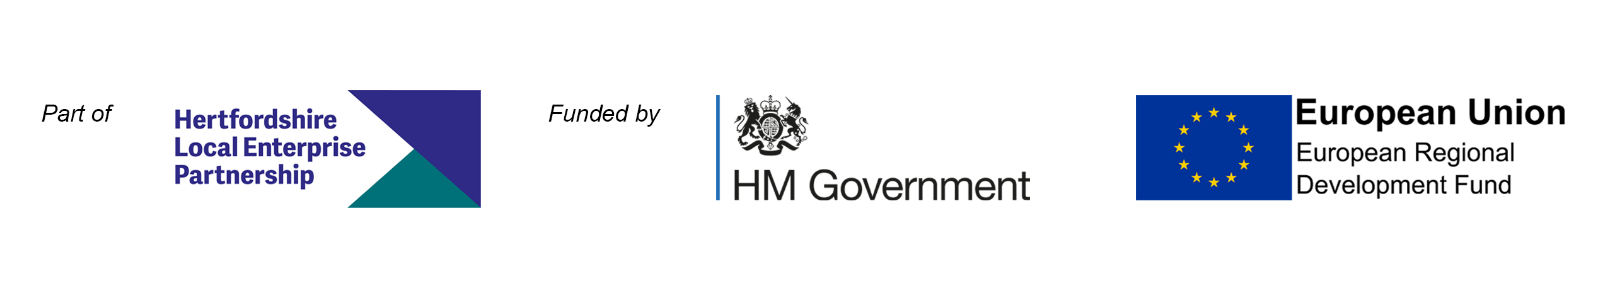 Part of
Hertfordshire
Local Enterprise
Partnership
Funded by
HM Government
European Union
European Regional
Development Fund